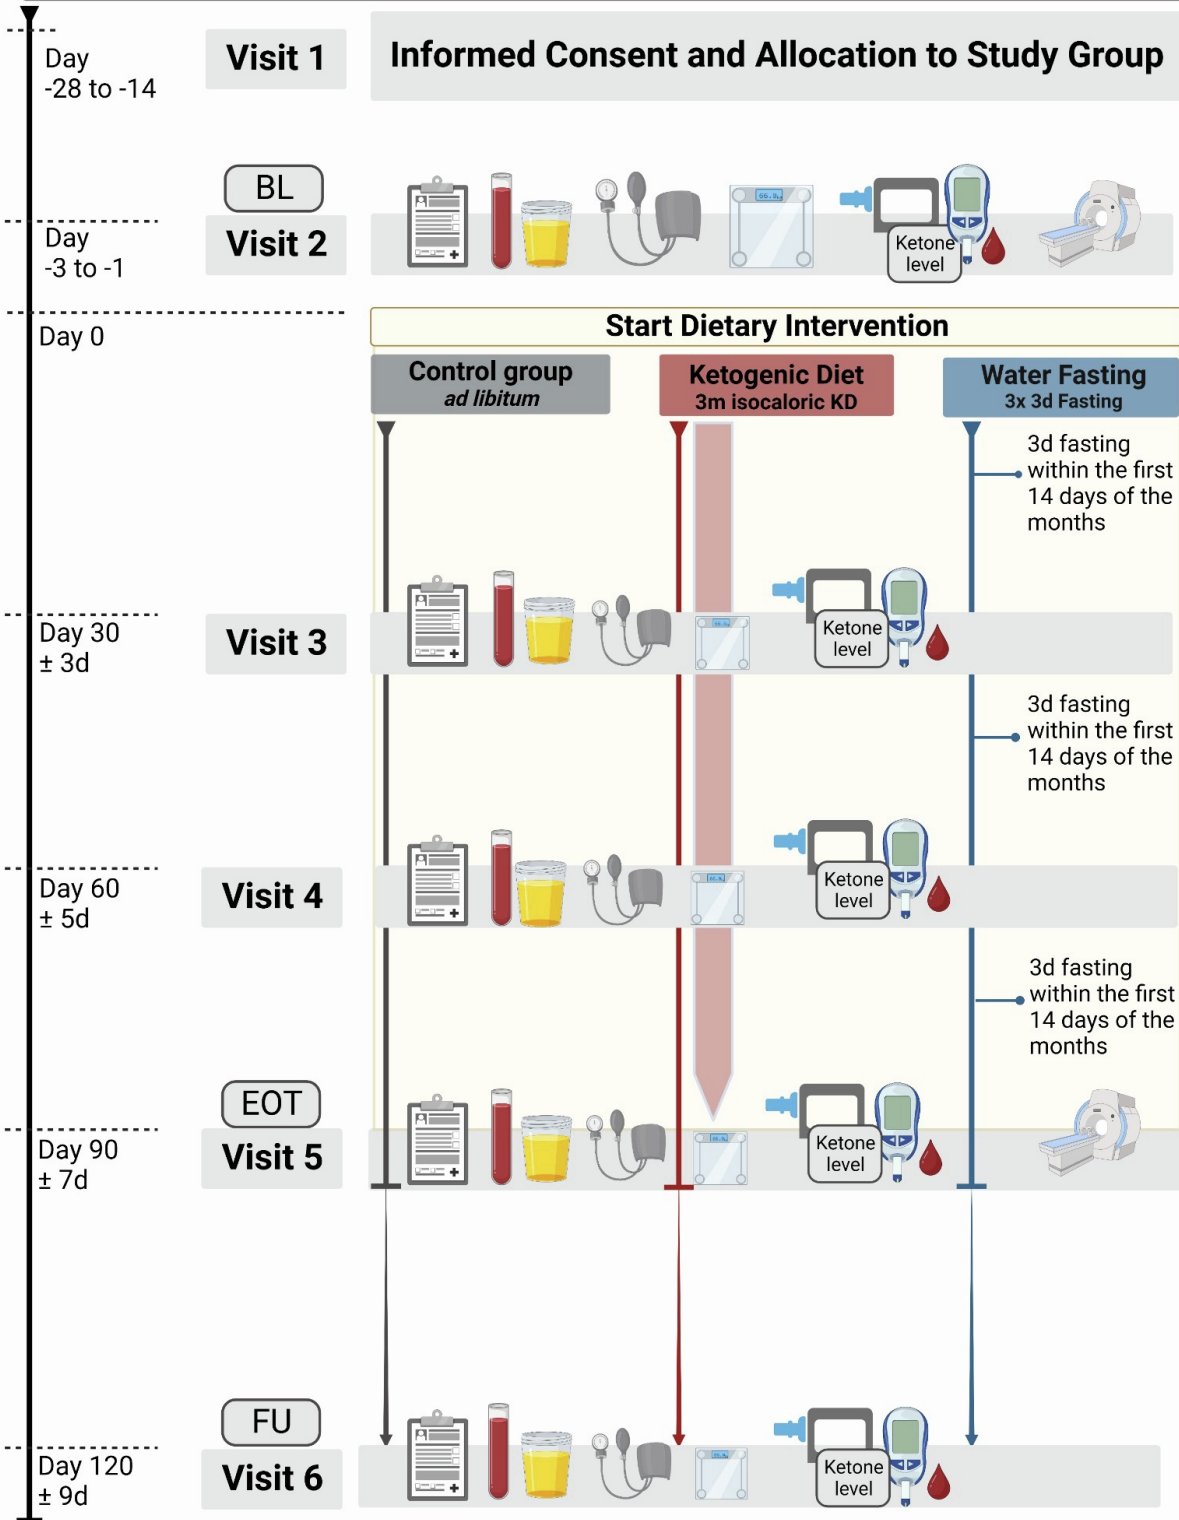 Day
-28 to -14
Visit 1
Informed Consent and Allocation to Study Group
BL
Day
-3 to -1
Visit 2
Ketone
level
Day 0
Start Dietary Intervention
Control group
ad libitum
Ketogenic Diet
3m isocaloric KD
Water Fasting
3x 3d Fasting
3d fasting
within the first
14 days of the
months
Day 30
± 3d
Visit 3
Ketone
level
3d fasting
within the first
14 days of the
months
Day 60
± 5d
Visit 4
Ketone
level
3d fasting
within the first
14 days of the
months
EOT
Day 90
± 7d
Visit 5
Ketone
level
FU
Day 120
± 9d
Visit 6
Ketone
level